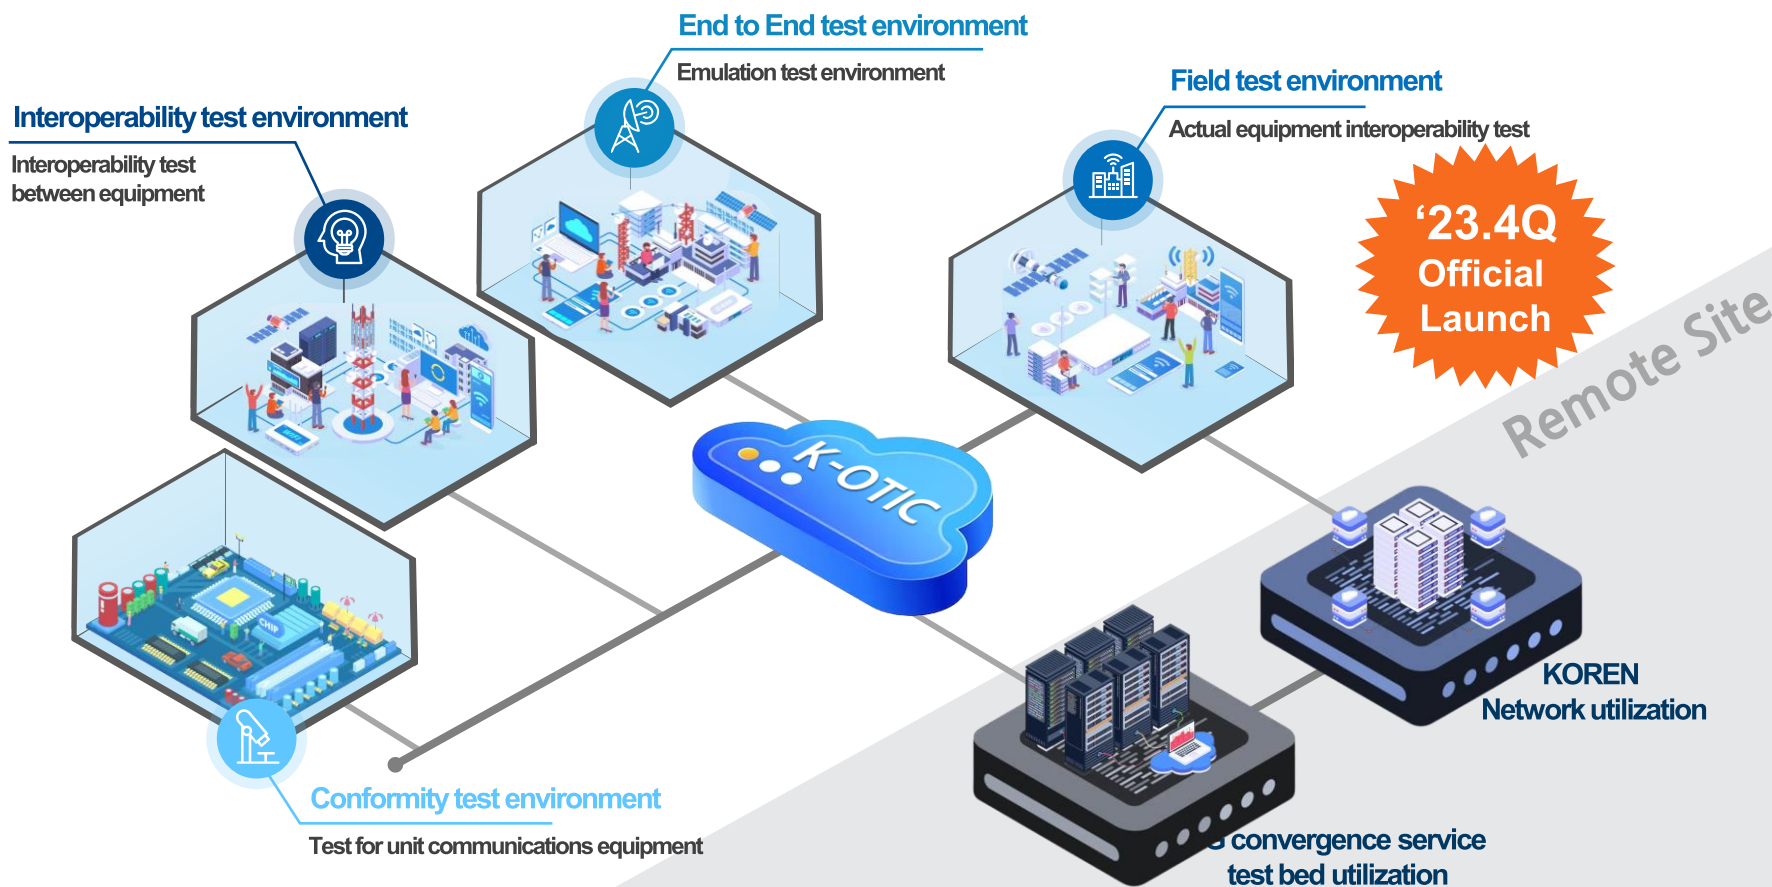 End to End test environment
Emulation test environment
Field test environment
Actual equipment interoperability test
Interoperability test environment
Interoperability test
between equipment
‘23.4Q
Official
Launch
Remote Site
K-OTIC
CHIP
KOREN
Network utilization
Conformity test environment
Test for unit communications equipment
convergence service
test bed utilization